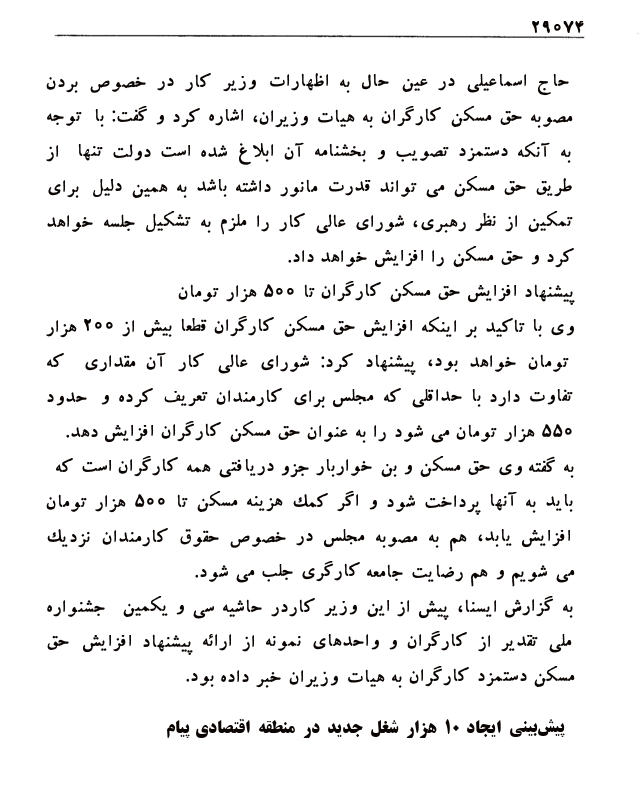 ۲۹۰۷۴
حاج اسماعیلی در عین حال به اظهارات وزیر کار در خصوص بردن
مصوبه حق مسکن کارگران به هیات وزیران، اشاره کرد و گفت: با توجه
به آنکه دستمزد تصویب و بخشنامه آن ابلاغ شده است دولت تنها از
طریق حق مسکن می تواند قدرت مانور داشته باشد به همین دلیل برای
تمکین از نظر رهبری، شورای عالی کار را ملزم به تشکیل جلسه خواهد
کرد و حق مسکن را افزایش خواهد داد.
پیشنهاد افزایش حق مسکن کارگران تا ۵۰۰ هزار تومان
وی با تاکید بر اینکه افزایش حق مسکن کارگران قطعا بیش از ۲۰۰ هزار
تومان خواهد بود، پیشنهاد کرد: شورای عالی کار آن مقداری که
تفاوت دارد با حداقلی که مجلس برای کارمندان تعریف کرده و حدود
۵۵۰ هزار تومان می شود را به عنوان حق مسکن کارگران افزایش دهد.
به گفته وی حق مسکن و بن خواربار جزو دریافتی همه کارگران است که
باید به آنها پرداخت شود و اگر کمك هزینه مسکن تا ۵۰۰ هزار تومان
افزایش یابد، هم به مصوبه مجلس در خصوص حقوق کارمندان نزدیك
می شویم و هم رضایت جامعه کارگری جلب می شود.
به گزارش ایسنا، پیش از این وزیر کاردر حاشیه سی و یکمین جشنواره
ملی تقدیر از کارگران و واحدهای نمونه از ارائه پیشنهاد افزایش حق
مسکن دستمزد کارگران به هیات وزیران خبر داده بود.
پیش‌بینی ایجاد ۱۰ هزار شغل جدید در منطقه اقتصادی پیام